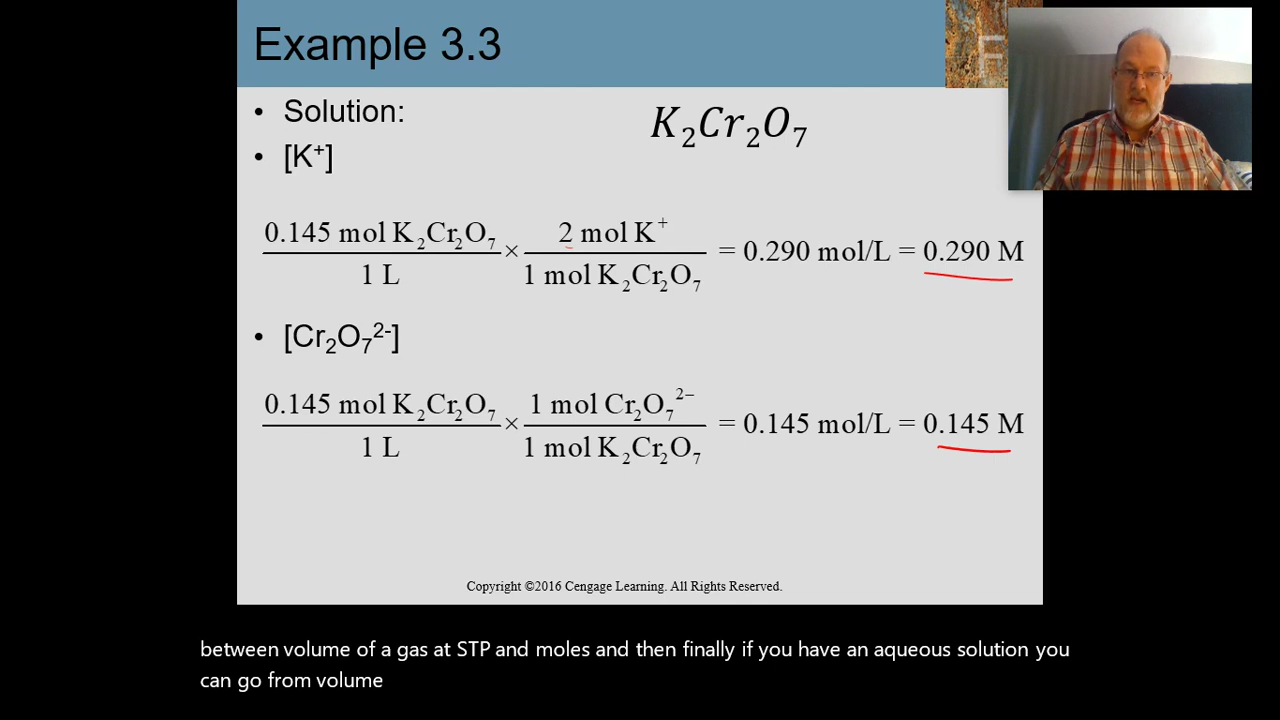 Example 3.3
• Solution:
K₂Cr₂O₇
• [K⁺]
0.145 mol K₂Cr₂O₇ / 1 L × 2 mol K⁺ / 1 mol K₂Cr₂O₇ = 0.290 mol/L = 0.290 M
• [Cr₂O₇²⁻]
0.145 mol K₂Cr₂O₇ / 1 L × 1 mol Cr₂O₇²⁻ / 1 mol K₂Cr₂O₇ = 0.145 mol/L = 0.145 M
Copyright ©2016 Cengage Learning. All Rights Reserved.
between volume of a gas at STP and moles and then finally if you have an aqueous solution you
can go from volume